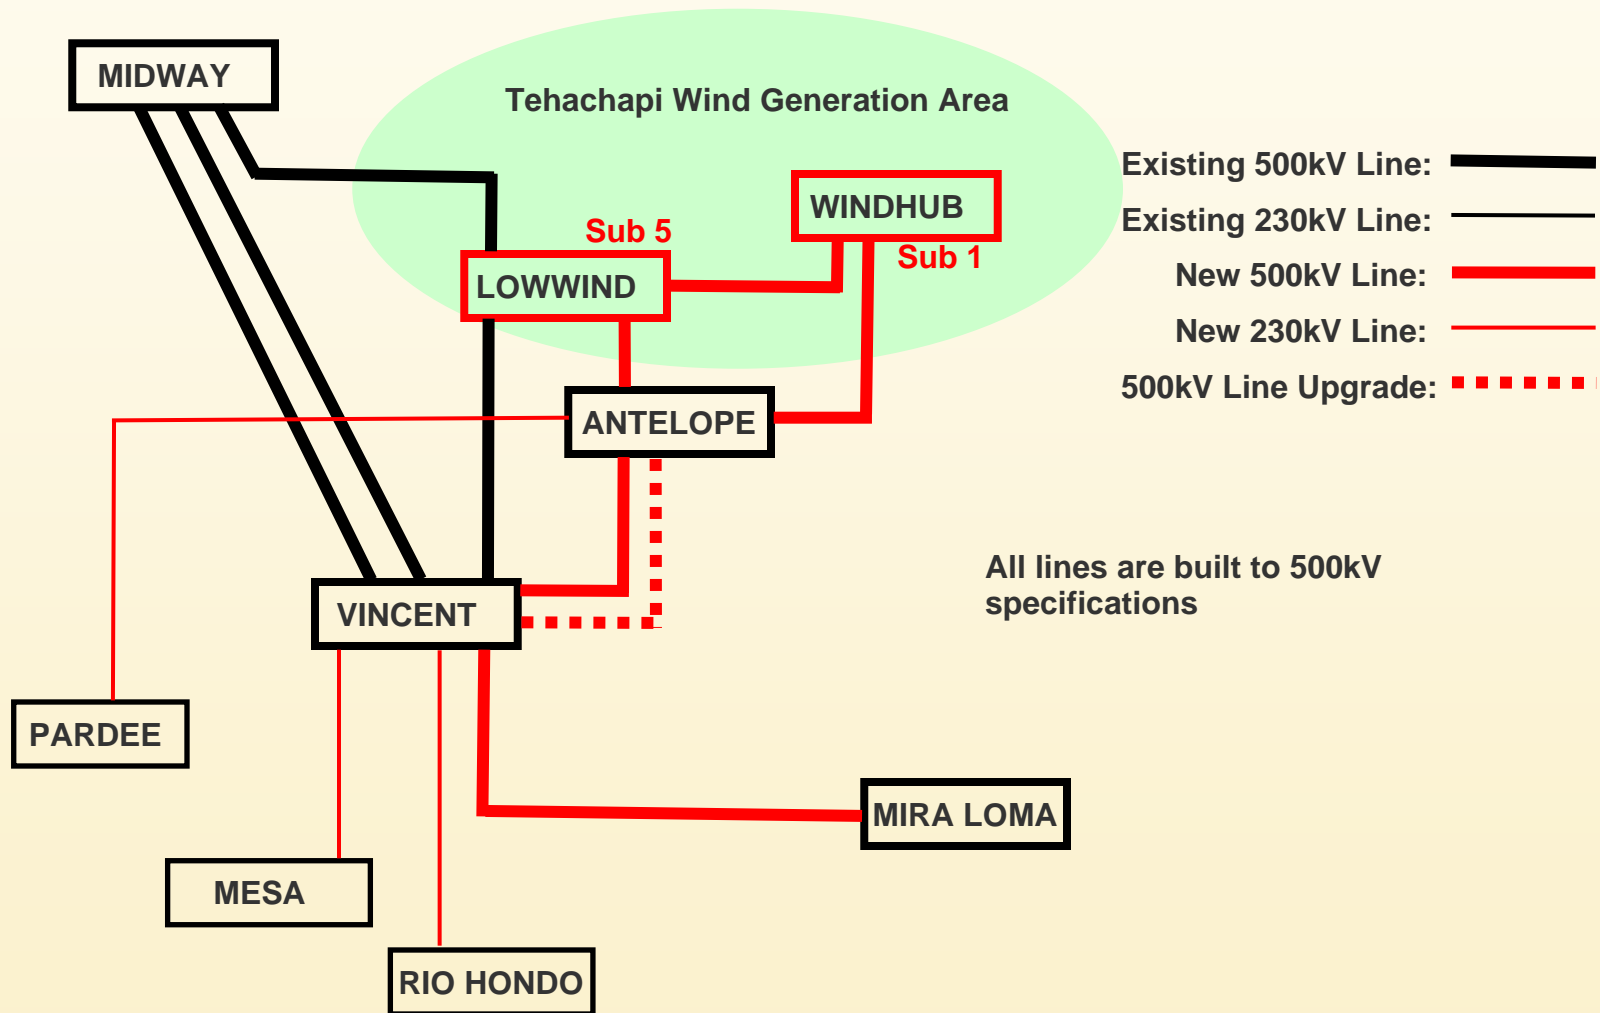 MIDWAY
Tehachapi Wind Generation Area
Existing 500kV Line:
WINDHUB
Existing 230kV Line:
Sub 5
Sub 1
New 500kV Line:
LOWWIND
New 230kV Line:
500kV Line Upgrade:
ANTELOPE
All lines are built to 500kV
specifications
VINCENT
PARDEE
MIRA LOMA
MESA
RIO HONDO